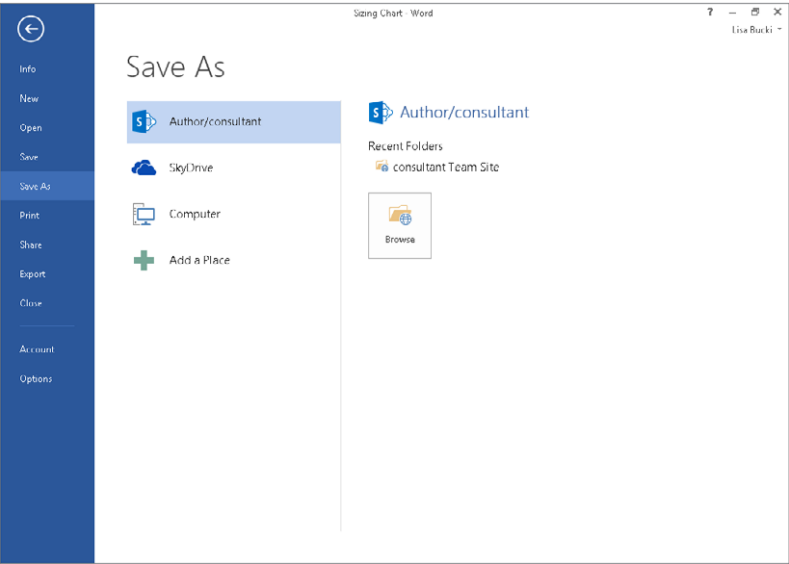 Sizing Chart - Word
?
Lisa Bucki
Info
New
Open
Save
Save As
Print
Share
Export
Close
Account
Options
Save As
S Author/consultant
SkyDrive
Computer
Add a Place
S Author/consultant
Recent Folders
consultant Team Site
Browse